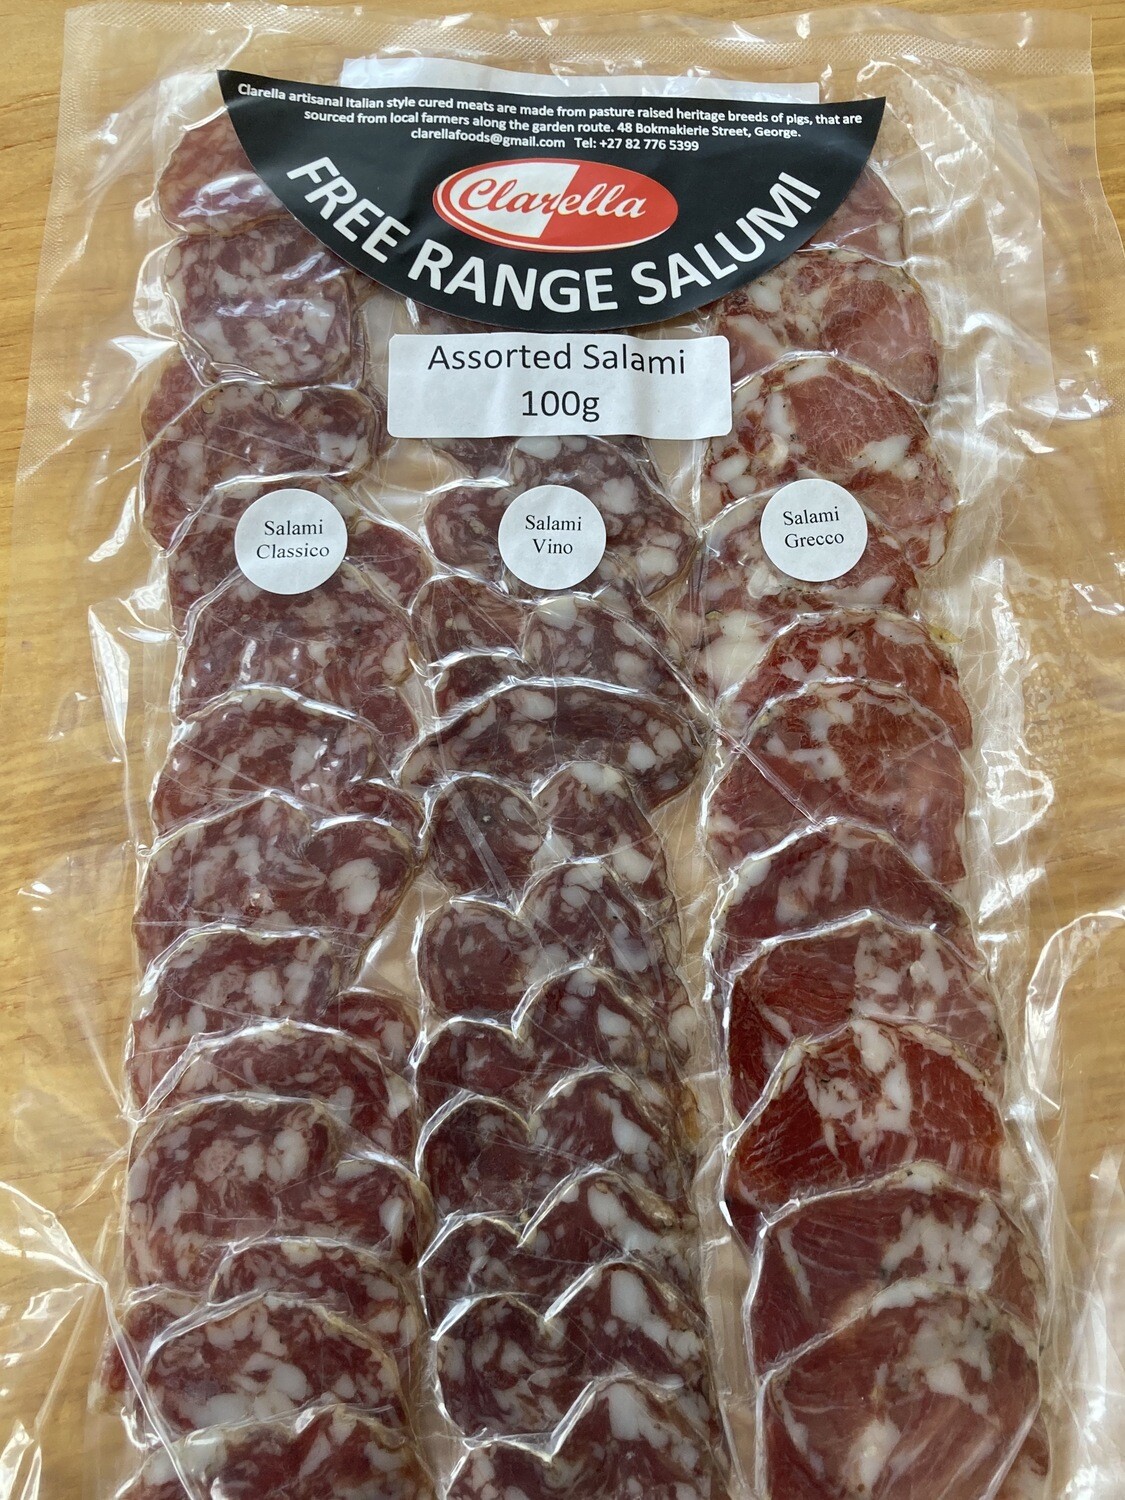 Clarella artisanal Italian style cured meats are made from pasture raised heritage breeds of pigs, that are
sourced from local farmers along the garden route. 48 Bokmakierie Street, George.
clarellafoods@gmail.com Tel: +27 82 776 5399
Clarella
FREE RANGE SALUMI
Assorted Salami
100g
Salami
Classico
Salami
Vino
Salami
Grecco